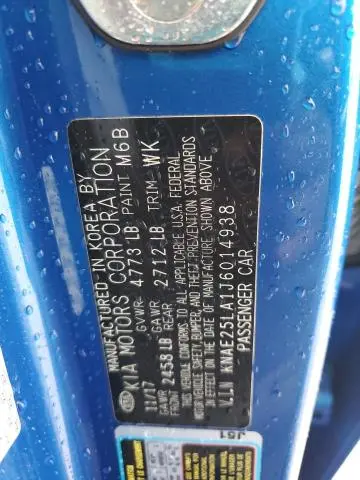 MANUFACTURED IN KOREA BY
KIA MOTORS CORPORATION
11/17 GVWR 4773 LB PAINT M6B
GAWR FRONT 2458 LB GAWR REAR 2712 LB TRIM WK
THIS VEHICLE CONFORMS TO ALL APPLICABLE U.S.A. FEDERAL
MOTOR VEHICLE SAFETY, BUMPER, AND THEFT PREVENTION STANDARDS
IN EFFECT ON THE DATE OF MANUFACTURE SHOWN ABOVE.
VIN KNAE25LA1J6014938
PASSENGER CAR
J51